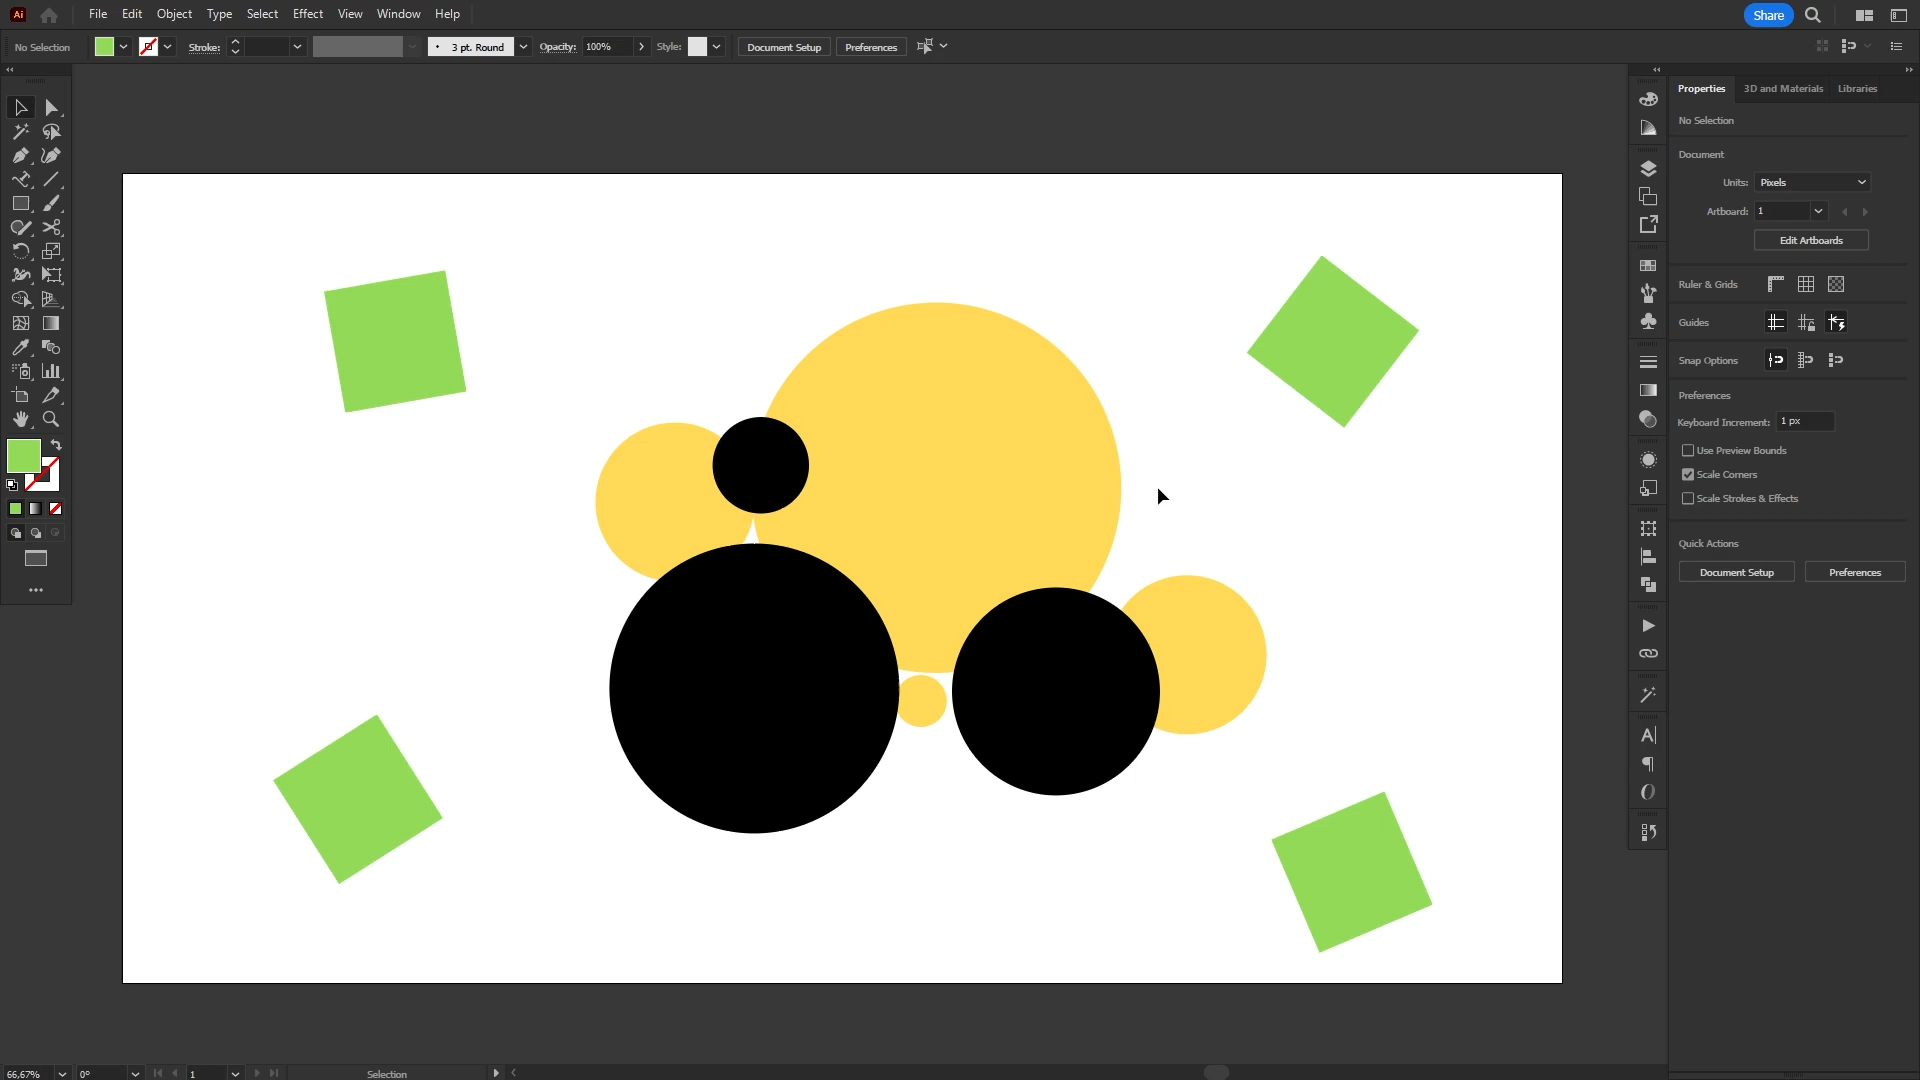 Ai File Edit Object Type Select Effect View Window Help Share
No Selection Stroke: 3 pt. Round Opacity: 100% Style: Document Setup Preferences
Properties 3D and Materials Libraries
No Selection
Document
Units: Pixels
Artboard: 1
Edit Artboards
Ruler & Grids
Guides
Snap Options
Preferences
Keyboard Increment: 1 px
Use Preview Bounds
Scale Corners
Scale Strokes & Effects
Quick Actions
Document Setup Preferences
66,67% 0° 1 Selection